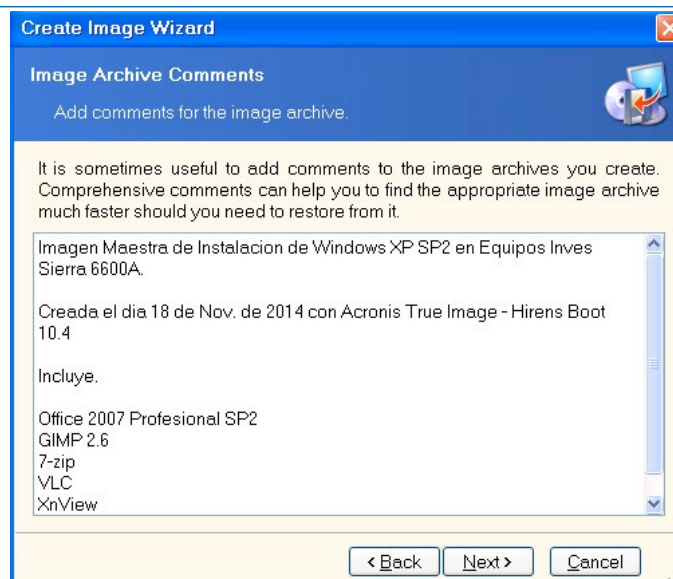 Create Image Wizard
Image Archive Comments
Add comments for the image archive.
It is sometimes useful to add comments to the image archives you create.
Comprehensive comments can help you to find the appropriate image archive
much faster should you need to restore from it.
Imagen Maestra de Instalacion de Windows XP SP2 en Equipos Inves
Sierra 6600A.
Creada el dia 18 de Nov. de 2014 con Acronis True Image - Hirens Boot
10.4
Incluye.
Office 2007 Profesional SP2
GIMP 2.6
7-zip
VLC
XnView
< Back Next > Cancel